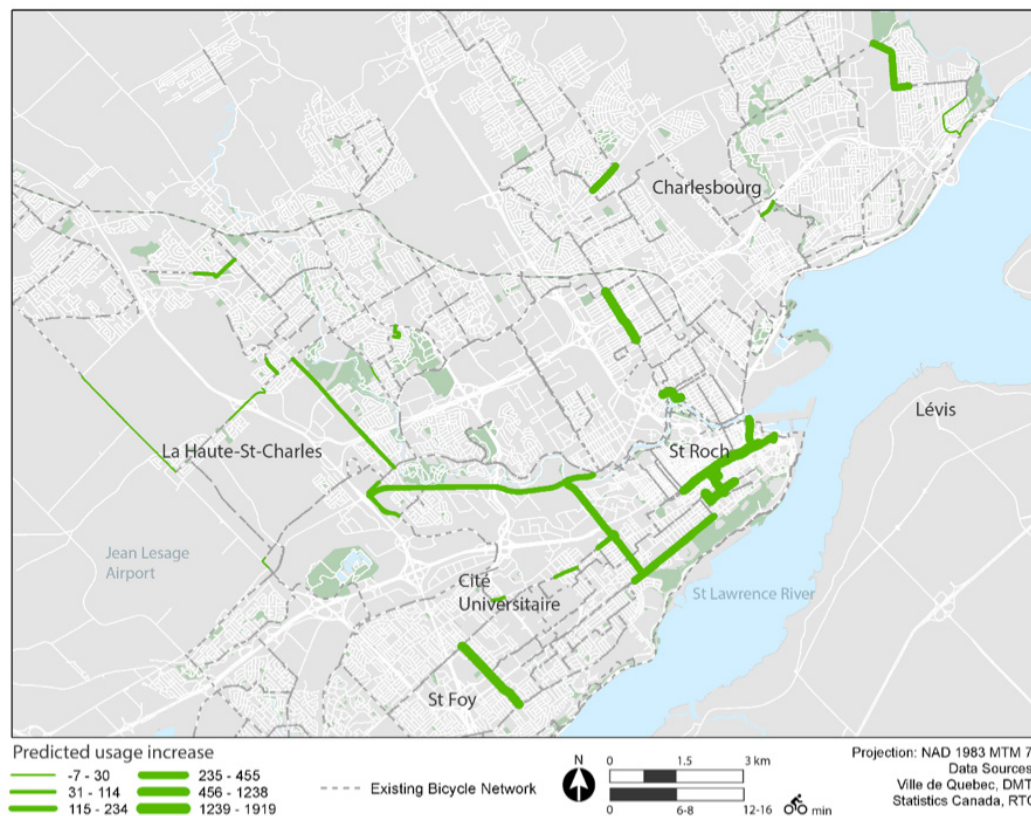 Charlesbourg
La Haute-St-Charles
St Roch
Lévis
Jean Lesage
Airport
Cité
Universitaire
St Lawrence River
St Foy
Predicted usage increase
-7 - 30
31 - 114
115 - 234
235 - 455
456 - 1238
1239 - 1919
Existing Bicycle Network
N
0 1.5 3 km
0 6-8 12-16 min
Projection: NAD 1983 MTM 7
Data Sources
Ville de Quebec, DMT
Statistics Canada, RTC